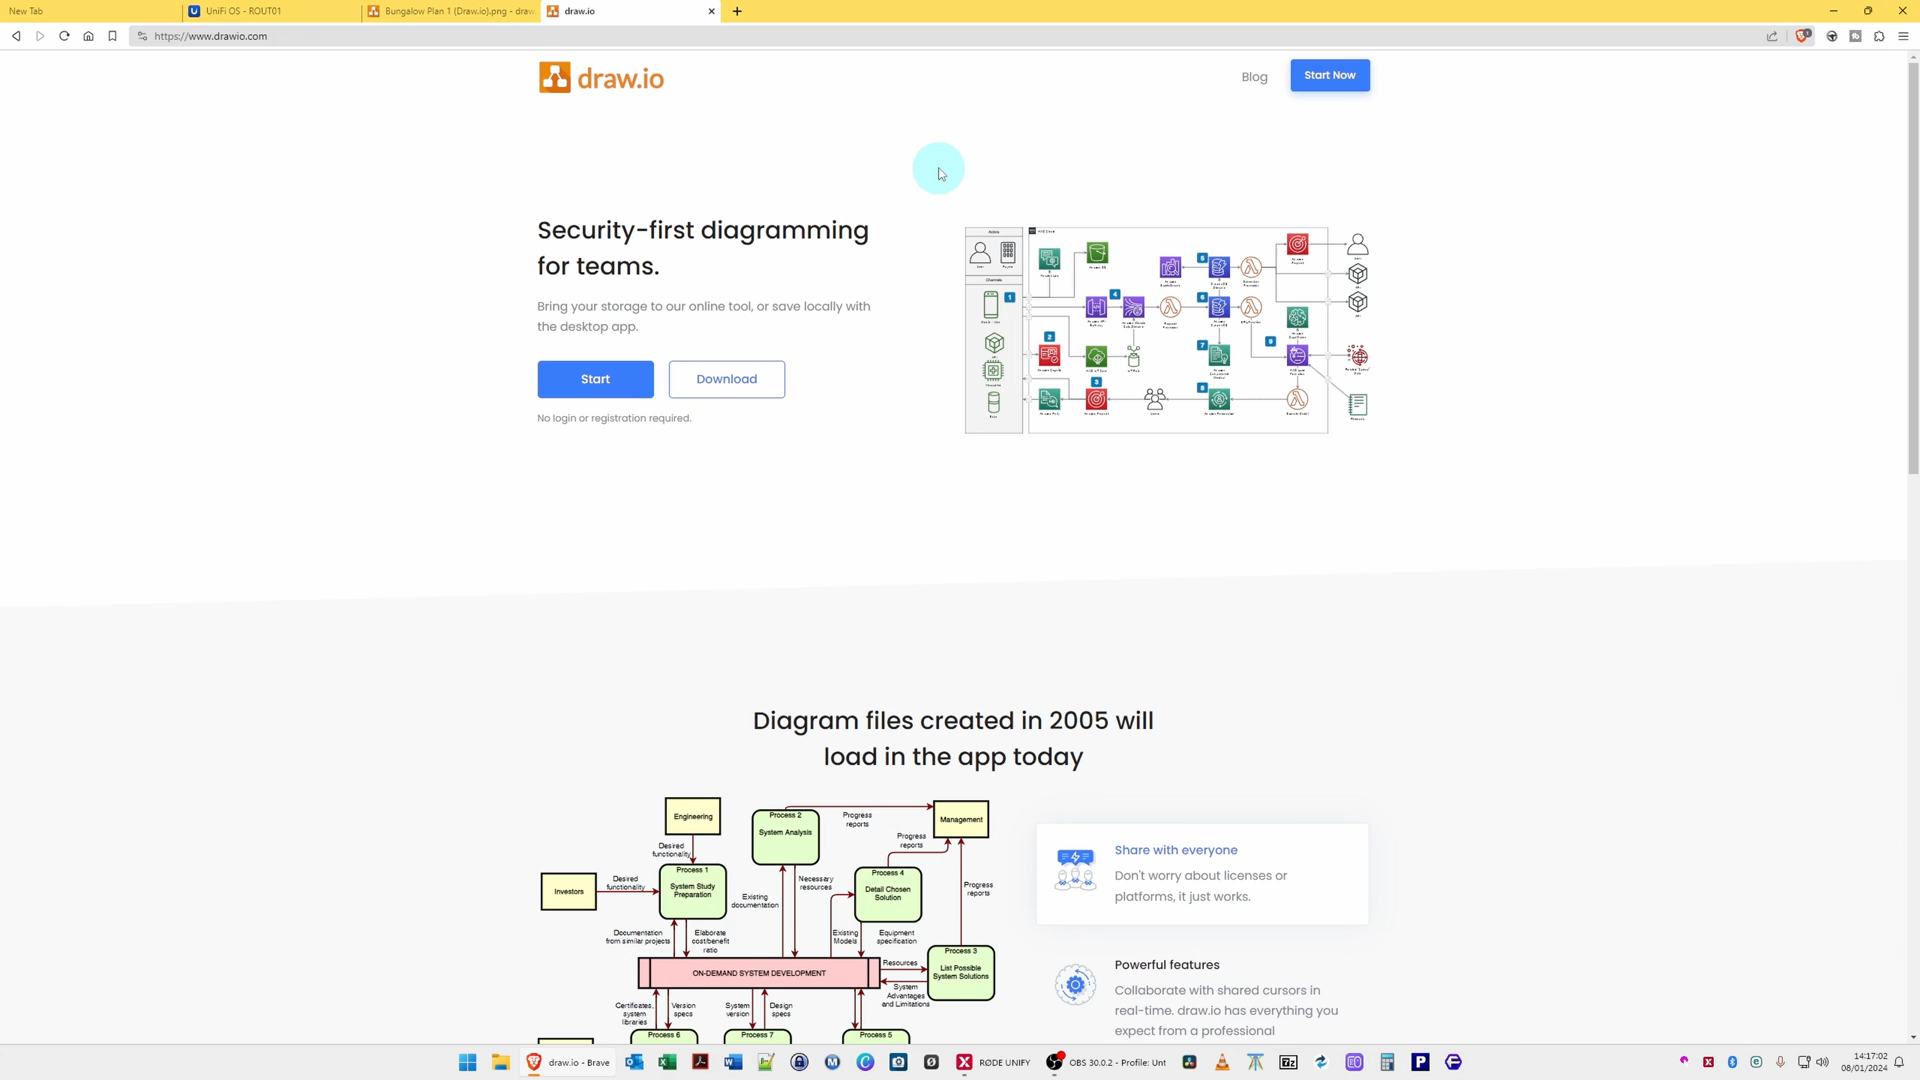 New Tab
UniFi OS - ROUT01
Bungalow Plan 1 (Draw.io).png - draw
draw.io
https://www.drawio.com
draw.io
Blog
Start Now
Security-first diagramming
for teams.
Bring your storage to our online tool, or save locally with
the desktop app.
Start
Download
No login or registration required.
1
2
3
4
5
6
7
8
9
Diagram files created in 2005 will
load in the app today
Engineering
Desired
functionality
Investors
Desired
functionality
Process 1
System Study
Preparation
Process 2
System Analysis
Progress
reports
Management
Progress
reports
Process 4
Detail Chosen
Solution
Progress
reports
Existing
documentation
Necessary
resources
Documentation
from similar projects
Elaborate
cost/benefit
ratio
Existing
Models
Equipment
specification
Process 3
List Possible
System Solutions
Resources
System
Advantages
and Limitations
ON-DEMAND SYSTEM DEVELOPMENT
Certificates,
system
libraries
Version
specs
System
version
Design
specs
Process 6
Process 7
Process 5
Share with everyone
Don't worry about licenses or
platforms, it just works.
Powerful features
Collaborate with shared cursors in
real-time. draw.io has everything you
expect from a professional
draw.io - Brave
RØDE UNIFY
OBS 30.0.2 - Profile: Unt
14:17:02
08/01/2024